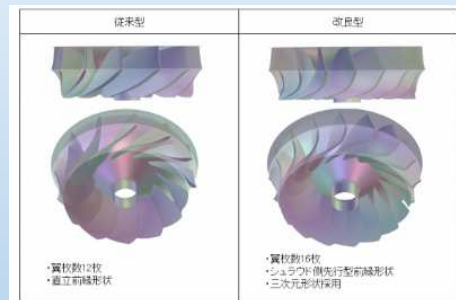 従来型
改良型
・翼枚数12枚
・直立前縁形状
・翼枚数16枚
・シュラウド側先行型前縁形状
・三次元形状採用